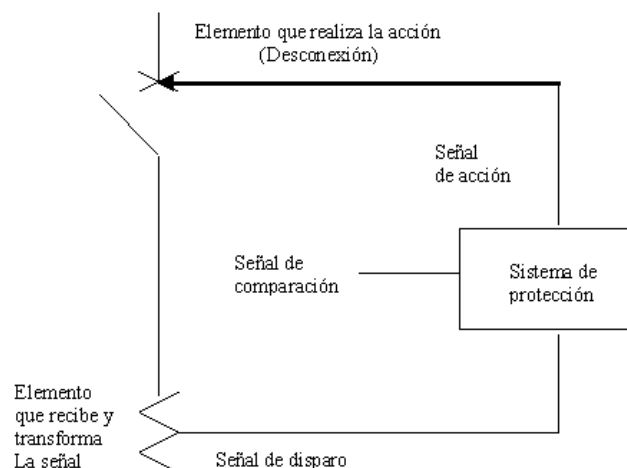 Elemento que realiza la acción
(Desconexión)
Señal
de acción
Señal de
comparación
Sistema de
protección
Elemento
que recibe y
transforma
La señal
Señal de disparo